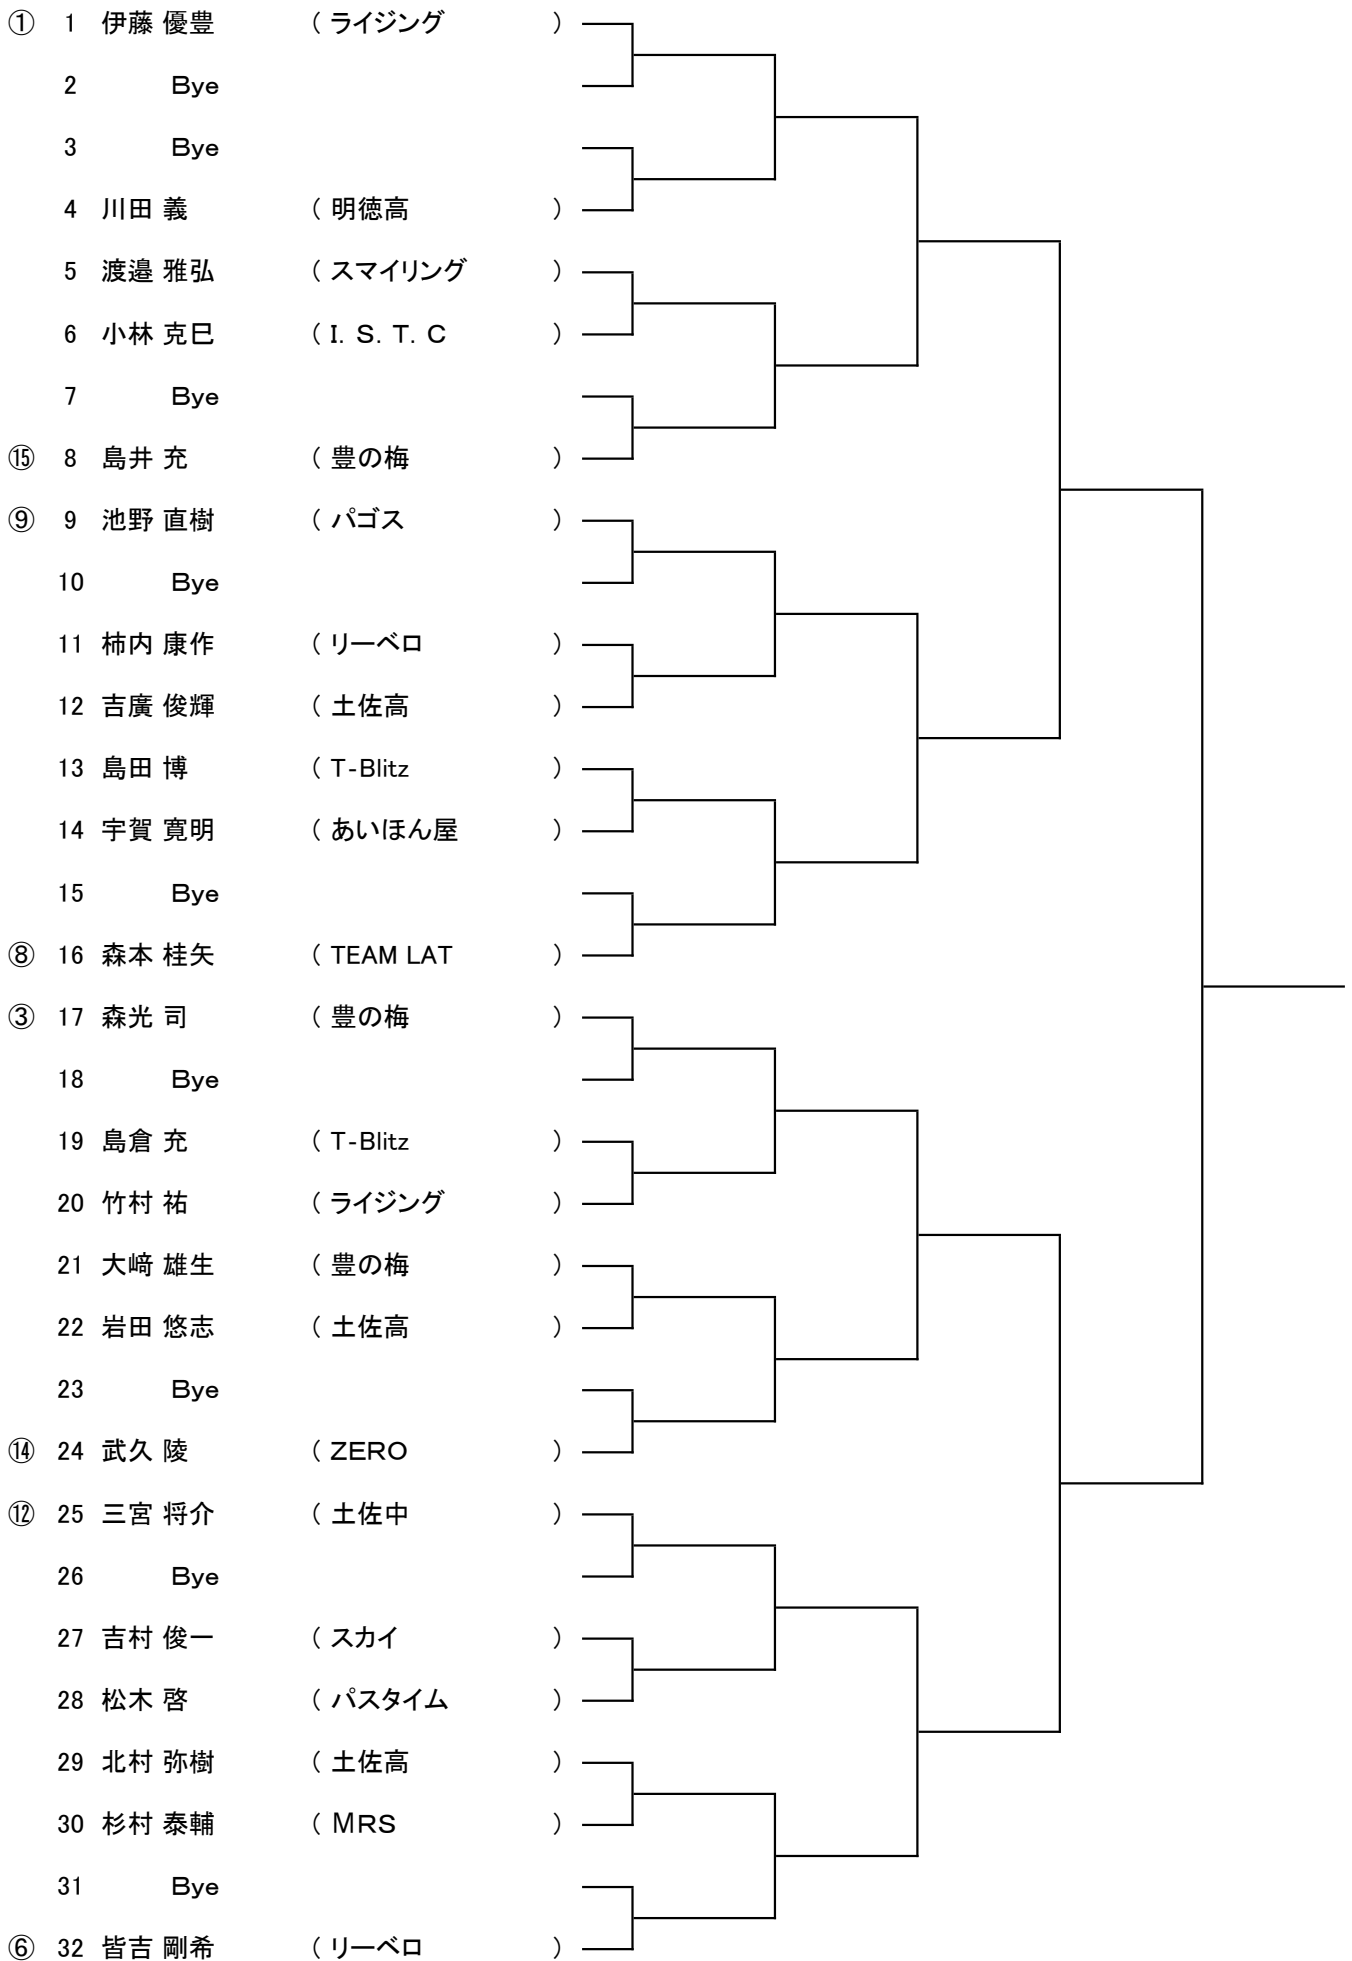 ① 1 伊藤 優豊 ( ライジング )
2 Bye
3 Bye
4 川田 義 ( 明徳高 )
5 渡邉 雅弘 ( スマイリング )
6 小林 克巳 ( I. S. T. C )
7 Bye
⑮ 8 島井 充 ( 豊の梅 )
⑨ 9 池野 直樹 ( パゴス )
10 Bye
11 柿内 康作 ( リーベロ )
12 吉廣 俊輝 ( 土佐高 )
13 島田 博 ( T-Blitz )
14 宇賀 寛明 ( あいほん屋 )
15 Bye
⑧ 16 森本 桂矢 ( TEAM LAT )
③ 17 森光 司 ( 豊の梅 )
18 Bye
19 島倉 充 ( T-Blitz )
20 竹村 祐 ( ライジング )
21 大﨑 雄生 ( 豊の梅 )
22 岩田 悠志 ( 土佐高 )
23 Bye
⑭ 24 武久 陵 ( ZERO )
⑫ 25 三宮 将介 ( 土佐中 )
26 Bye
27 吉村 俊一 ( スカイ )
28 松木 啓 ( パスタイム )
29 北村 弥樹 ( 土佐高 )
30 杉村 泰輔 ( MRS )
31 Bye
⑥ 32 皆吉 剛希 ( リーベロ )